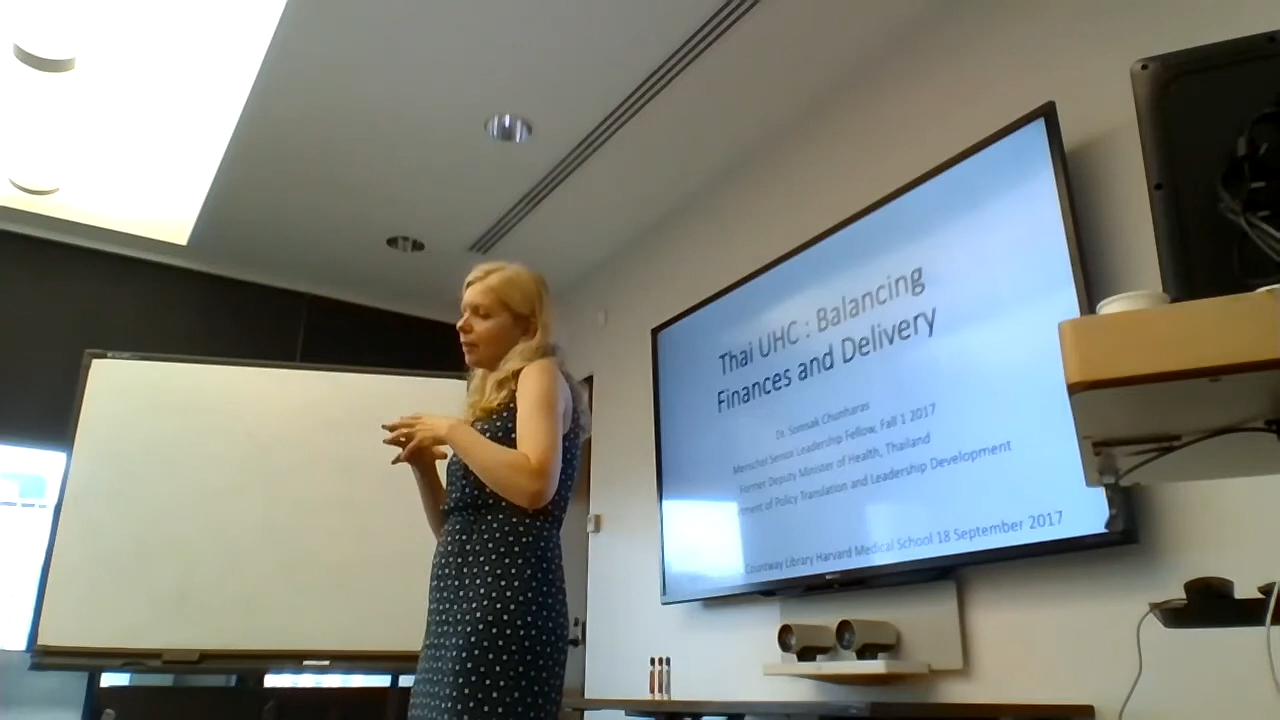 Thai UHC : Balancing
Finances and Delivery
Dr. Somsak Chunharas
Menschel Senior Leadership Fellow, Fall 1 2017
Former Deputy Minister of Health, Thailand
of Policy Translation and Leadership Development
Countway Library Harvard Medical School 18 September 2017